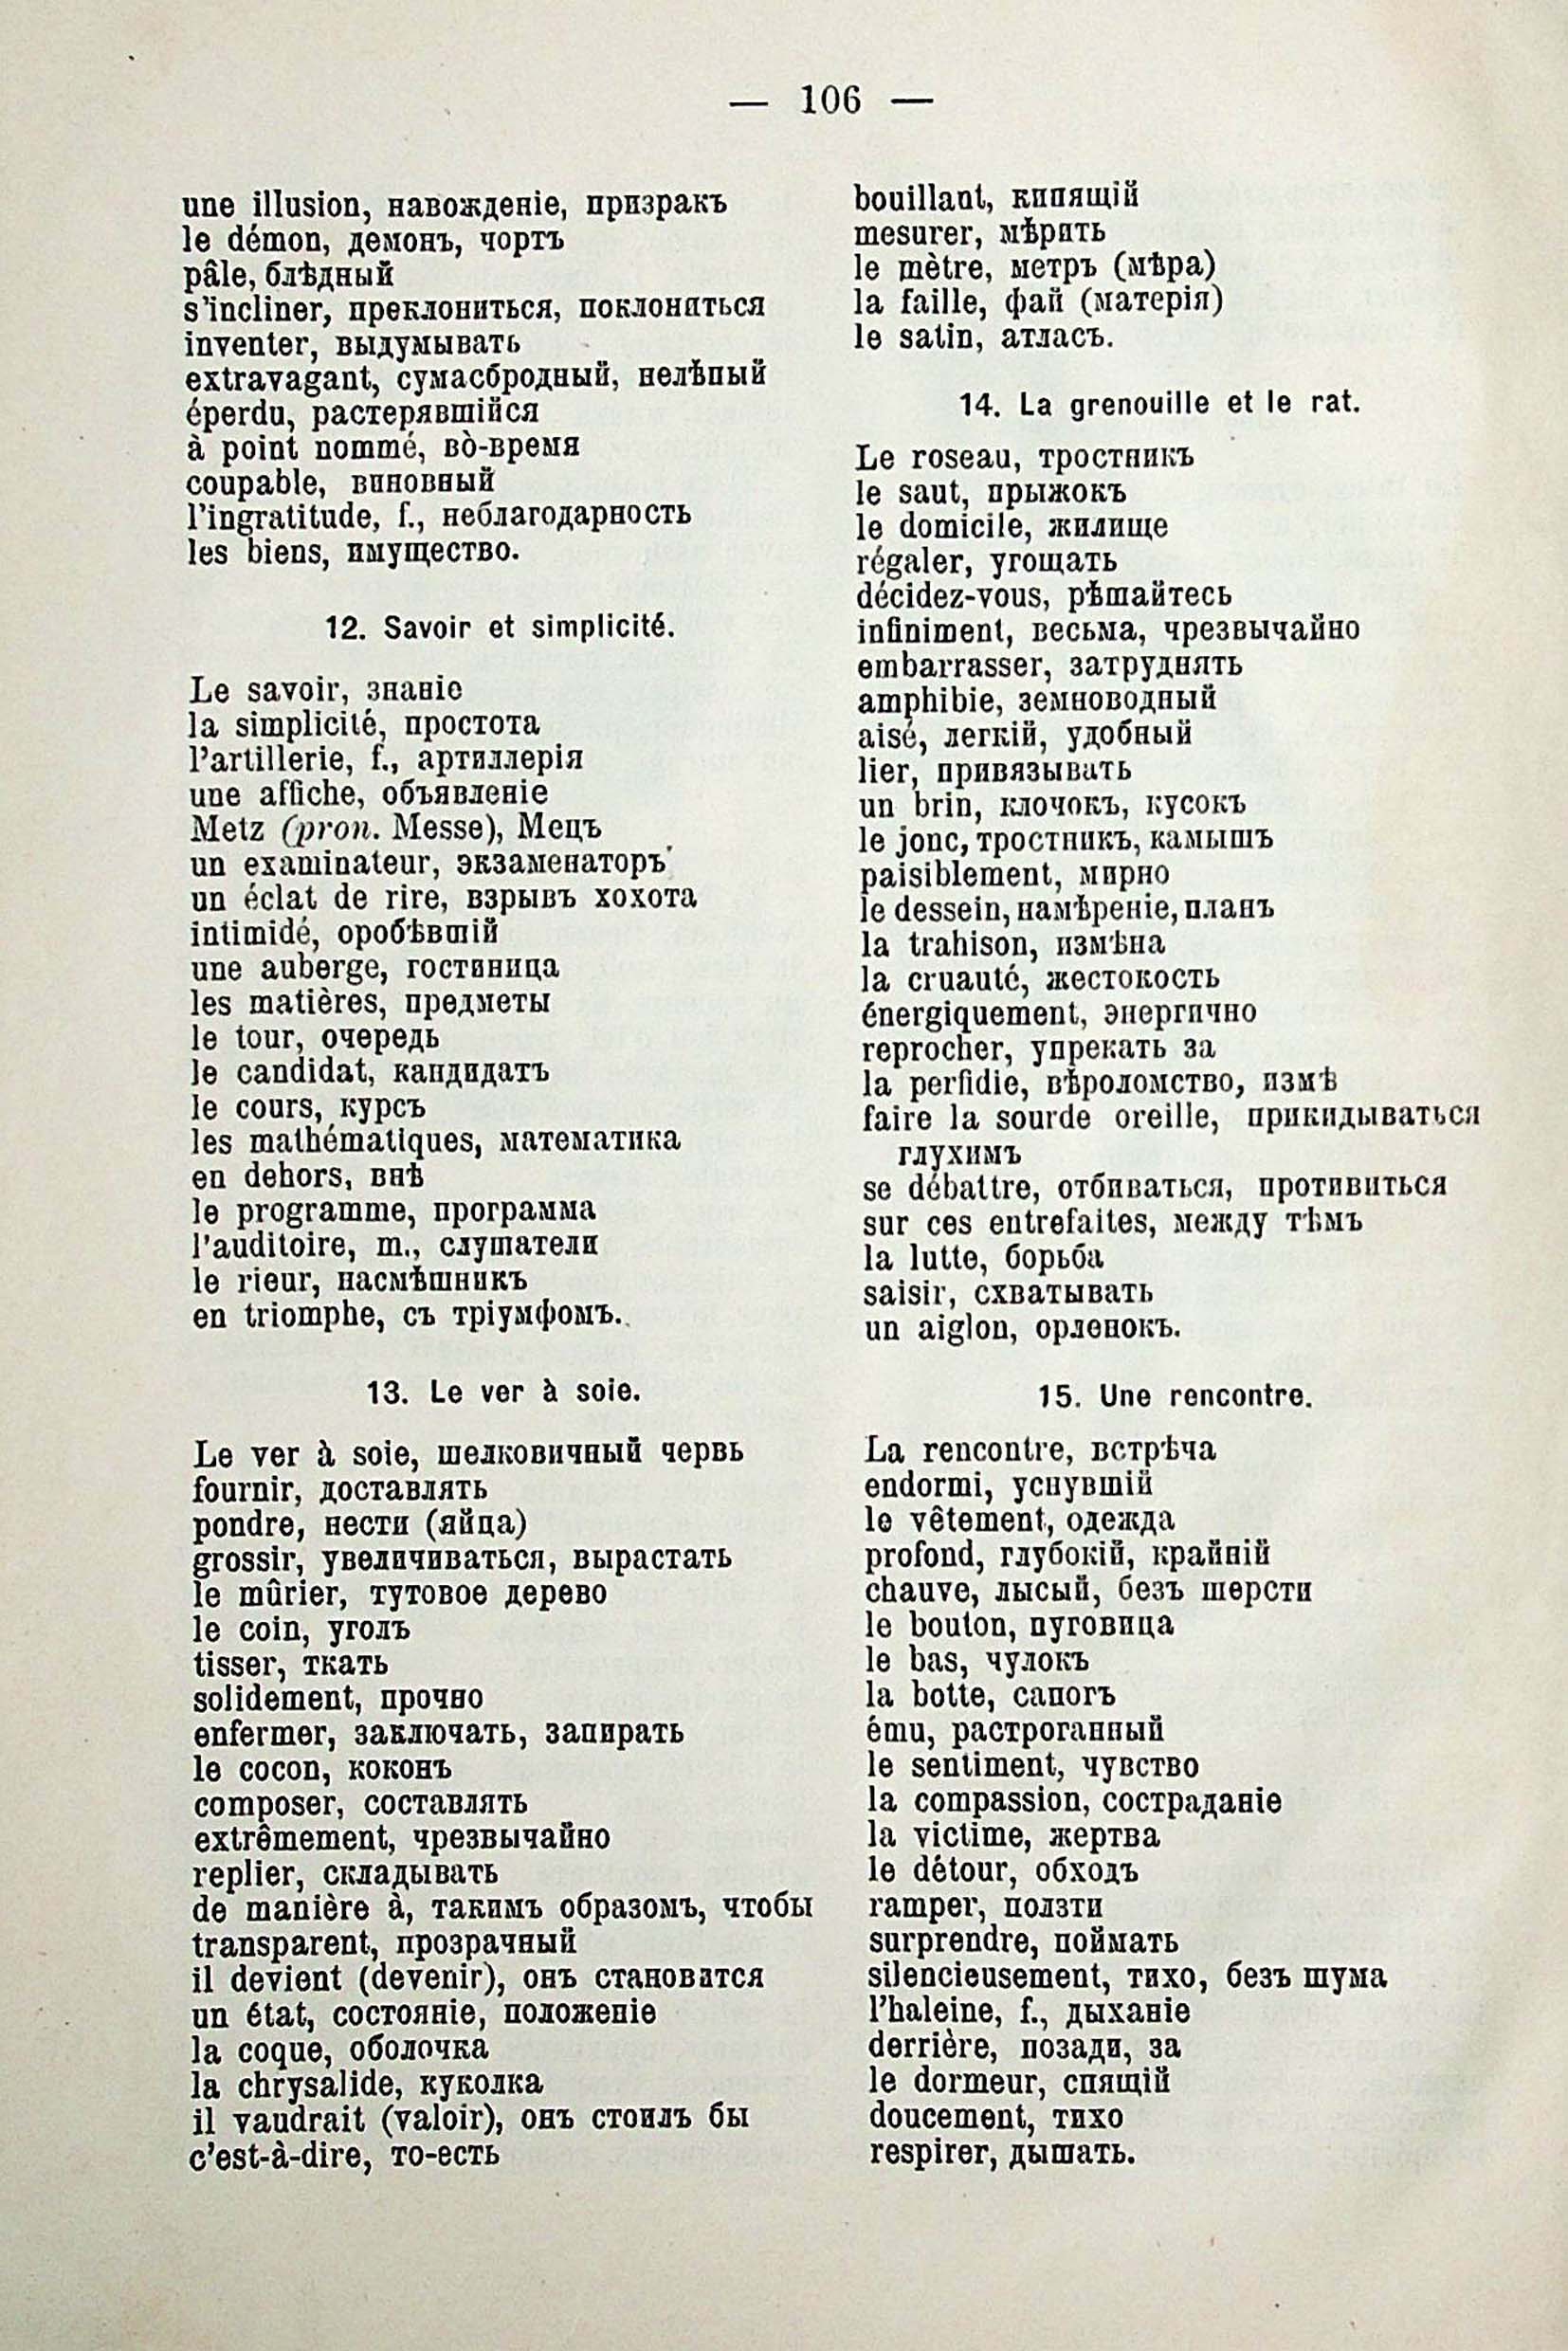 — 106 —
une illusion, навожденіе, призракъ
le démon, демонъ, чортъ
pâle, блѣдный
s'incliner, преклониться, поклоняться
inventer, выдумывать
extravagant, сумасбродный, нелѣпый
éperdu, растерявшійся
à point nommé, во̀-время
coupable, виновный
l'ingratitude, f., неблагодарность
les biens, имущество.
12. Savoir et simplicité.
Le savoir, знаніе
la simplicité, простота
l'artillerie, f., артиллерія
une affiche, объявленіе
Metz (pron. Messe), Мецъ
un examinateur, экзаменаторъ
un éclat de rire, взрывъ хохота
intimidé, оробѣвшій
une auberge, гостиница
les matières, предметы
le tour, очередь
le candidat, кандидатъ
le cours, курсъ
les mathématiques, математика
en dehors, внѣ
le programme, программа
l'auditoire, m., слушатели
le rieur, насмѣшникъ
en triomphe, съ тріумфомъ.
13. Le ver à soie.
Le ver à soie, шелковичный червь
fournir, доставлять
pondre, нести (яйца)
grossir, увеличиваться, вырастать
le mûrier, тутовое дерево
le coin, уголъ
tisser, ткать
solidement, прочно
enfermer, заключать, запирать
le cocon, коконъ
composer, составлять
extrêmement, чрезвычайно
replier, складывать
de manière à, такимъ образомъ, чтобы
transparent, прозрачный
il devient (devenir), онъ становится
un état, состояніе, положеніе
la coque, оболочка
la chrysalide, куколка
il vaudrait (valoir), онъ стоилъ бы
c'est-à-dire, то-есть
bouillant, кипящій
mesurer, мѣрить
le mètre, метръ (мѣра)
la faille, фай (матерія)
le satin, атласъ.
14. La grenouille et le rat.
Le roseau, тростникъ
le saut, прыжокъ
le domicile, жилище
régaler, угощать
décidez-vous, рѣшайтесь
infiniment, весьма, чрезвычайно
embarrasser, затруднять
amphibie, земноводный
aisé, легкій, удобный
lier, привязывать
un brin, клочокъ, кусокъ
le jonc, тростникъ, камышъ
paisiblement, мирно
le dessein, намѣреніе, планъ
la trahison, измѣна
la cruauté, жестокость
énergiquement, энергично
reprocher, упрекать за
la perfidie, вѣроломство, измѣ
faire la sourde oreille, прикидываться
глухимъ
se débattre, отбиваться, противиться
sur ces entrefaites, между тѣмъ
la lutte, борьба
saisir, схватывать
un aiglon, орленокъ.
15. Une rencontre.
La rencontre, встрѣча
endormi, уснувшій
le vêtement, одежда
profond, глубокій, крайній
chauve, лысый, безъ шерсти
le bouton, пуговица
le bas, чулокъ
la botte, сапогъ
ému, растроганный
le sentiment, чувство
la compassion, состраданіе
la victime, жертва
le détour, обходъ
ramper, ползти
surprendre, поймать
silencieusement, тихо, безъ шума
l'haleine, f., дыханіе
derrière, позади, за
le dormeur, спящій
doucement, тихо
respirer, дышать.